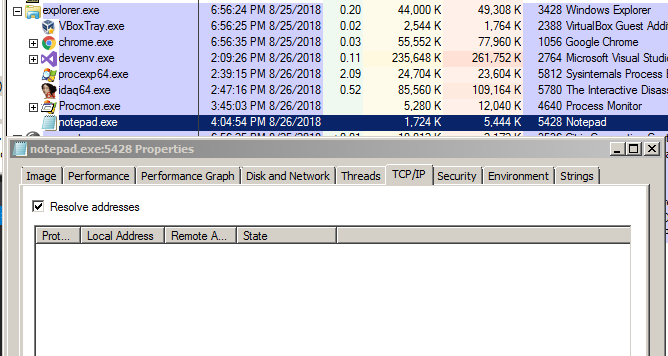 explorer.exe 6:56:24 PM 8/25/2018 0.20 44,000 K 49,308 K 3428 Windows Explorer
VBoxTray.exe 6:56:25 PM 8/25/2018 0.02 2,544 K 1,764 K 2388 VirtualBox Guest Addit
chrome.exe 6:56:34 PM 8/25/2018 0.03 55,552 K 77,960 K 1056 Google Chrome
devenv.exe 2:09:26 PM 8/26/2018 0.11 235,648 K 261,752 K 2764 Microsoft Visual Studi
procexp64.exe 2:39:15 PM 8/26/2018 2.09 24,704 K 23,604 K 5812 Sysinternals Process E
idaq64.exe 2:47:16 PM 8/26/2018 0.52 85,560 K 109,164 K 5780 The Interactive Disass
Procmon.exe 3:45:03 PM 8/26/2018 5,280 K 12,040 K 4640 Process Monitor
notepad.exe 4:04:54 PM 8/26/2018 1,724 K 5,444 K 5428 Notepad
notepad.exe:5428 Properties
Image Performance Performance Graph Disk and Network Threads TCP/IP Security Environment Strings
Resolve addresses
Prot... Local Address Remote A... State